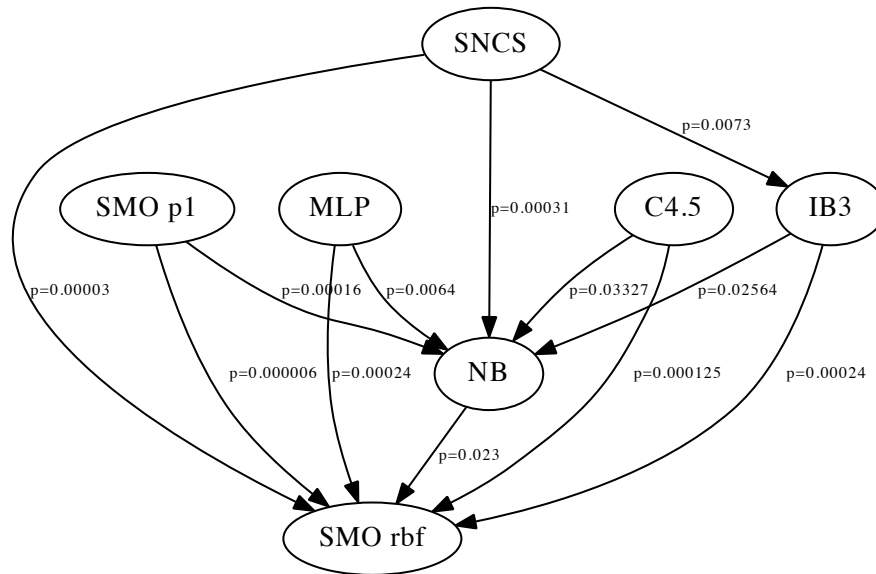 SNCS
p=0.0073
SMO p1
MLP
C4.5
IB3
p=0.00031
p=0.00003
p=0.00016
p=0.0064
p=0.03327
p=0.02564
NB
p=0.000006
p=0.00024
p=0.000125
p=0.00024
p=0.023
SMO rbf